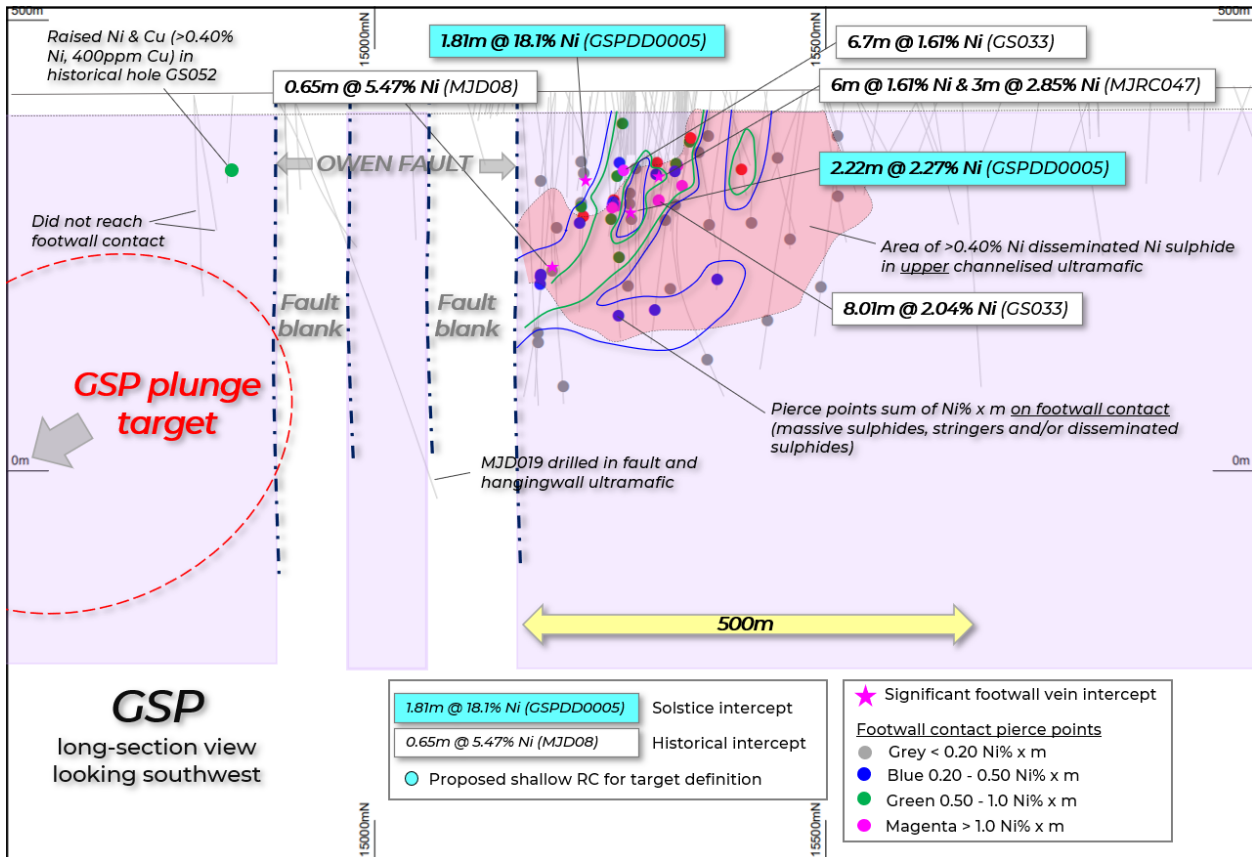 500m
15000mN
15500mN
500m
Raised Ni & Cu (>0.40%
Ni, 400ppm Cu) in
historical hole GS052
1.81m @ 18.1% Ni (GSPDD0005)
6.7m @ 1.61% Ni (GS033)
0.65m @ 5.47% Ni (MJD08)
6m @ 1.61% Ni & 3m @ 2.85% Ni (MJRC047)
OWEN FAULT
2.22m @ 2.27% Ni (GSPDD0005)
Did not reach
footwall contact
Area of >0.40% Ni disseminated Ni sulphide
in upper channelised ultramafic
Fault
blank
Fault
blank
8.01m @ 2.04% Ni (GS033)
GSP plunge
target
Pierce points sum of Ni% x m on footwall contact
(massive sulphides, stringers and/or disseminated
sulphides)
0m
0m
MJD019 drilled in fault and
hangingwall ultramafic
500m
GSP
long-section view
looking southwest
1.81m @ 18.1% Ni (GSPDD0005)
Solstice intercept
0.65m @ 5.47% Ni (MJD08)
Historical intercept
Proposed shallow RC for target definition
Significant footwall vein intercept
Footwall contact pierce points
Grey < 0.20 Ni% x m
Blue 0.20 - 0.50 Ni% x m
Green 0.50 - 1.0 Ni% x m
Magenta > 1.0 Ni% x m
15000mN
15500mN